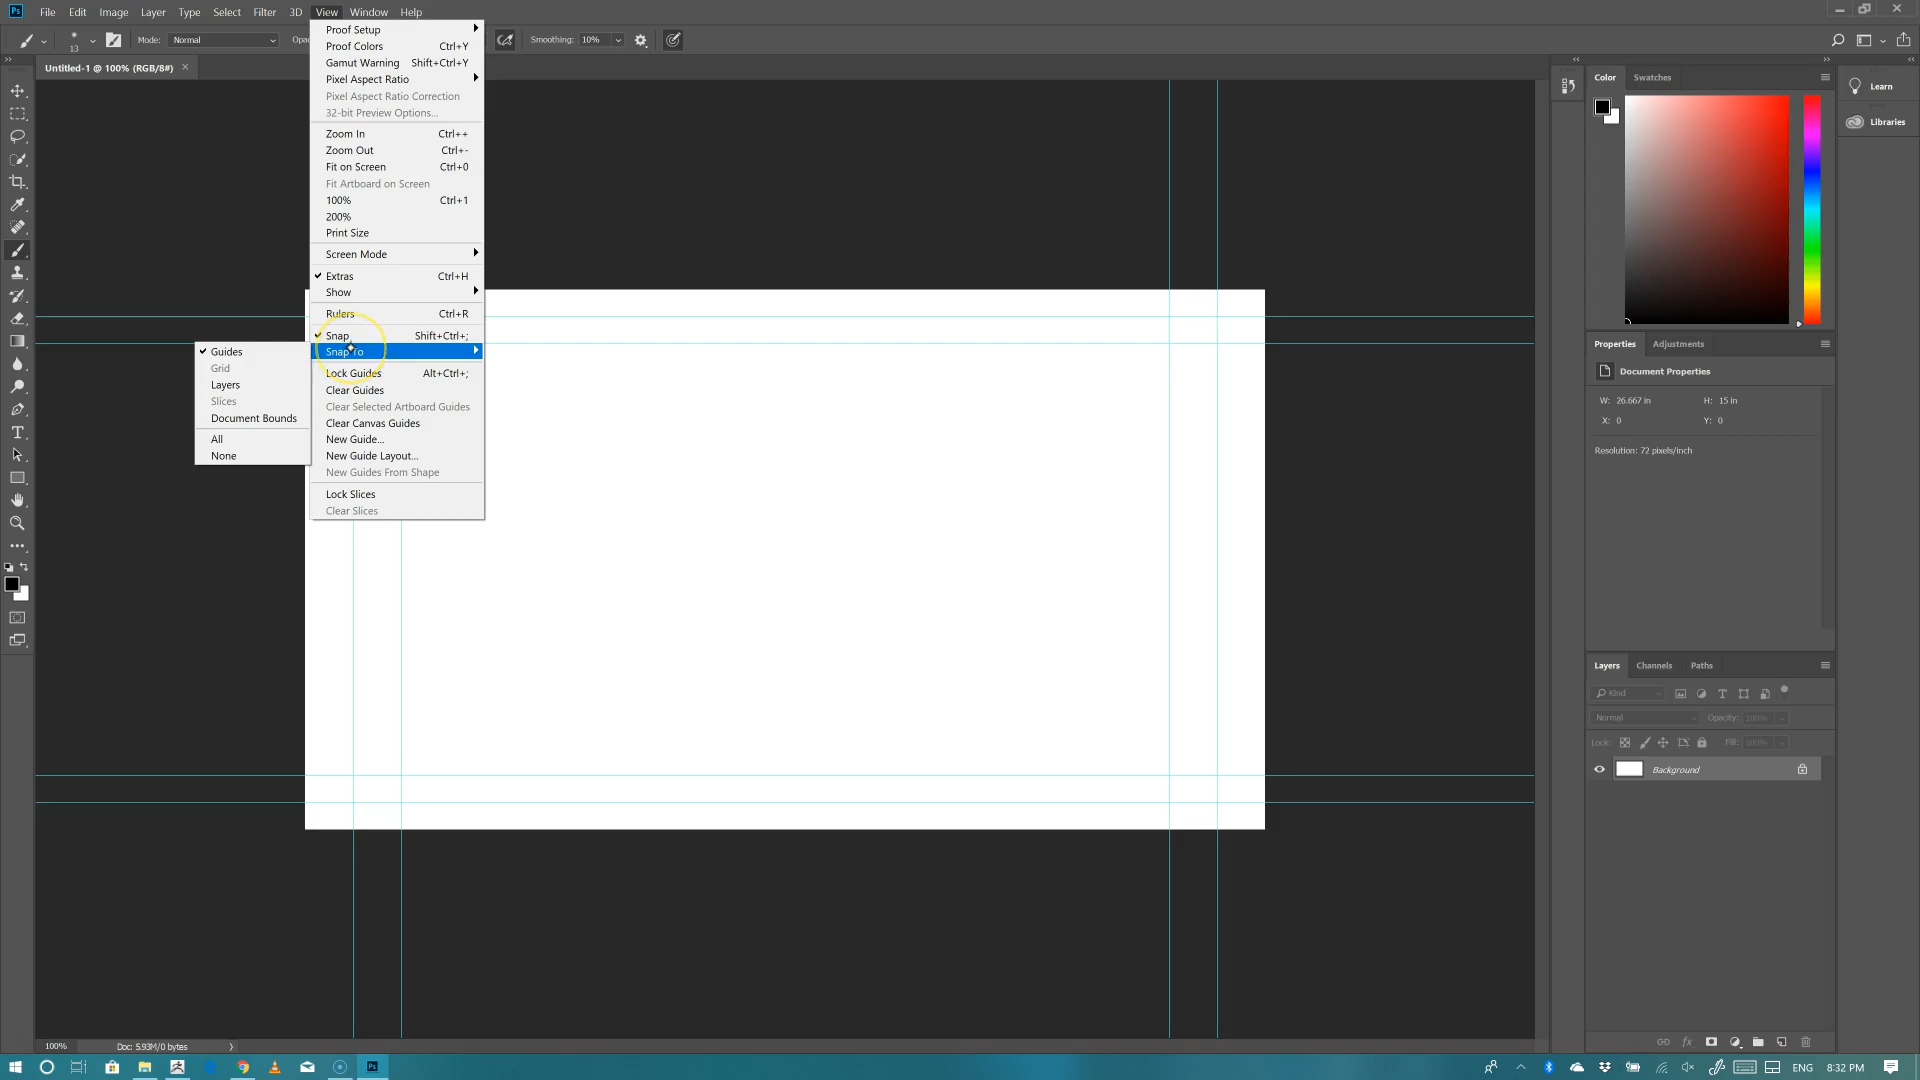 Ps File Edit Image Layer Type Select Filter 3D View Window Help
13 Mode: Normal Smoothing: 10%
Untitled-1 @ 100% (RGB/8#)
Proof Setup
Proof Colors Ctrl+Y
Gamut Warning Shift+Ctrl+Y
Pixel Aspect Ratio
Pixel Aspect Ratio Correction
32-bit Preview Options...
Zoom In Ctrl++
Zoom Out Ctrl+-
Fit on Screen Ctrl+0
Fit Artboard on Screen
100% Ctrl+1
200%
Print Size
Screen Mode
Extras Ctrl+H
Show
Rulers Ctrl+R
Snap Shift+Ctrl+;
Snap To
Lock Guides Alt+Ctrl+;
Clear Guides
Clear Selected Artboard Guides
Clear Canvas Guides
New Guide...
New Guide Layout...
New Guides From Shape
Lock Slices
Clear Slices
Guides
Grid
Layers
Slices
Document Bounds
All
None
Color Swatches
Learn
Libraries
Properties Adjustments
Document Properties
W: 26.667 in H: 15 in
X: 0 Y: 0
Resolution: 72 pixels/inch
Layers Channels Paths
Kind
Normal Opacity: 100%
Lock: Fill: 100%
Background
100% Doc: 5.93M/0 bytes
Ps ENG 8:32 PM